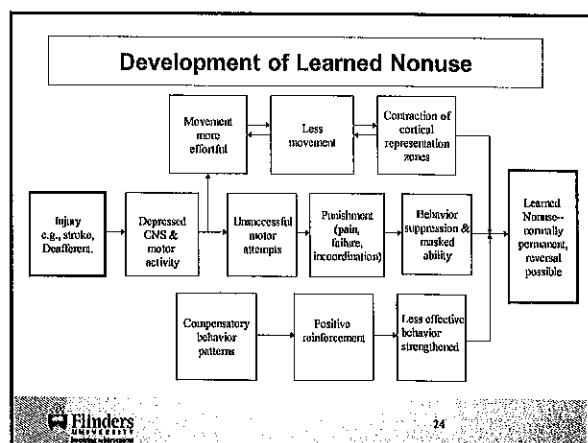 Development of Learned Nonuse
Movement
more
effortful
Less
movement
Contraction of
cortical
representation
zones
Injury
e.g., stroke,
Deafferent.
Depressed
CNS &
motor
activity
Unsuccessful
motor
attempts
Punishment
(pain,
failure,
incoordination)
Behavior
suppression &
masked
ability
Learned
Nonuse--
normally
permanent,
reversal
possible
Compensatory
behavior
patterns
Positive
reinforcement
Less effective
behavior
strengthened
Flinders
UNIVERSITY
24